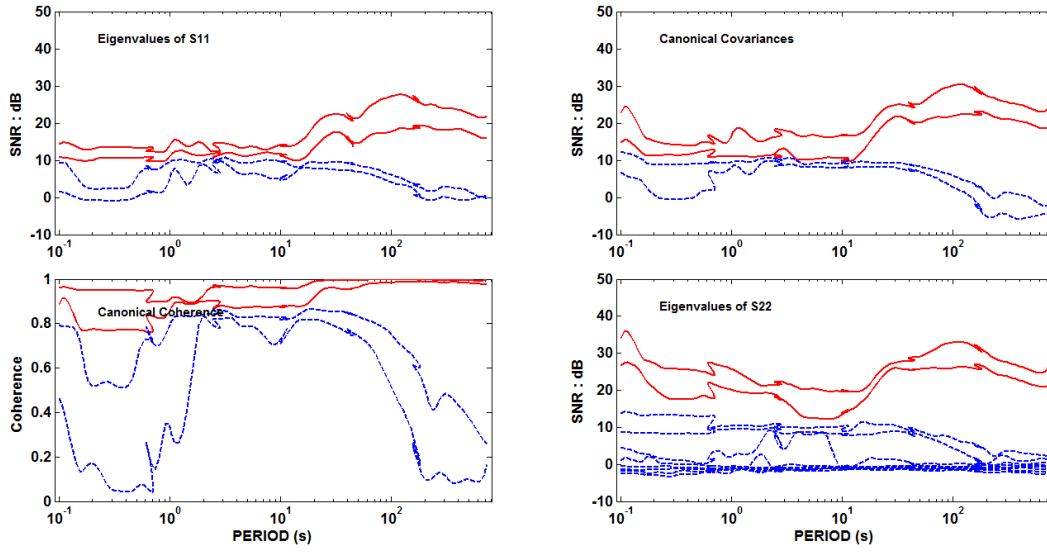 50
40
30
20
10
0
-10
SNR : dB
Eigenvalues of S11
10^-1 10^0 10^1 10^2
50
40
30
20
10
0
-10
SNR : dB
Canonical Covariances
10^-1 10^0 10^1 10^2
1
0.8
0.6
0.4
0.2
0
Coherence
Canonical Coherence
10^-1 10^0 10^1 10^2
PERIOD (s)
50
40
30
20
10
0
-10
SNR : dB
Eigenvalues of S22
10^-1 10^0 10^1 10^2
PERIOD (s)